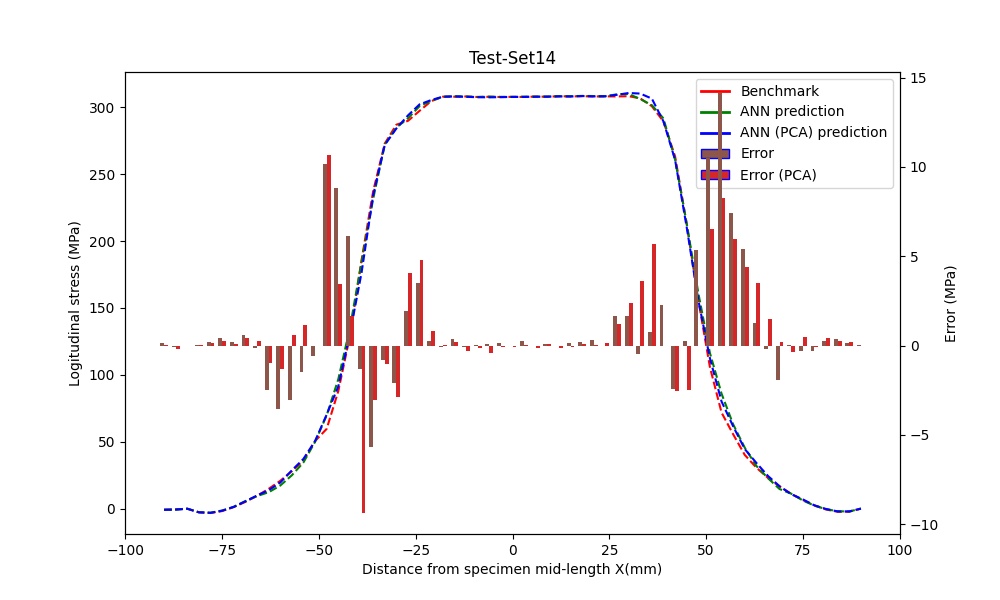 Test-Set14
Logitudinal stress (MPa)
300
250
200
150
100
50
0
Benchmark
ANN prediction
ANN (PCA) prediction
Error
Error (PCA)
15
10
5
0
−5
−10
Error (MPa)
−100 −75 −50 −25 0 25 50 75 100
Distance from specimen mid-length X(mm)